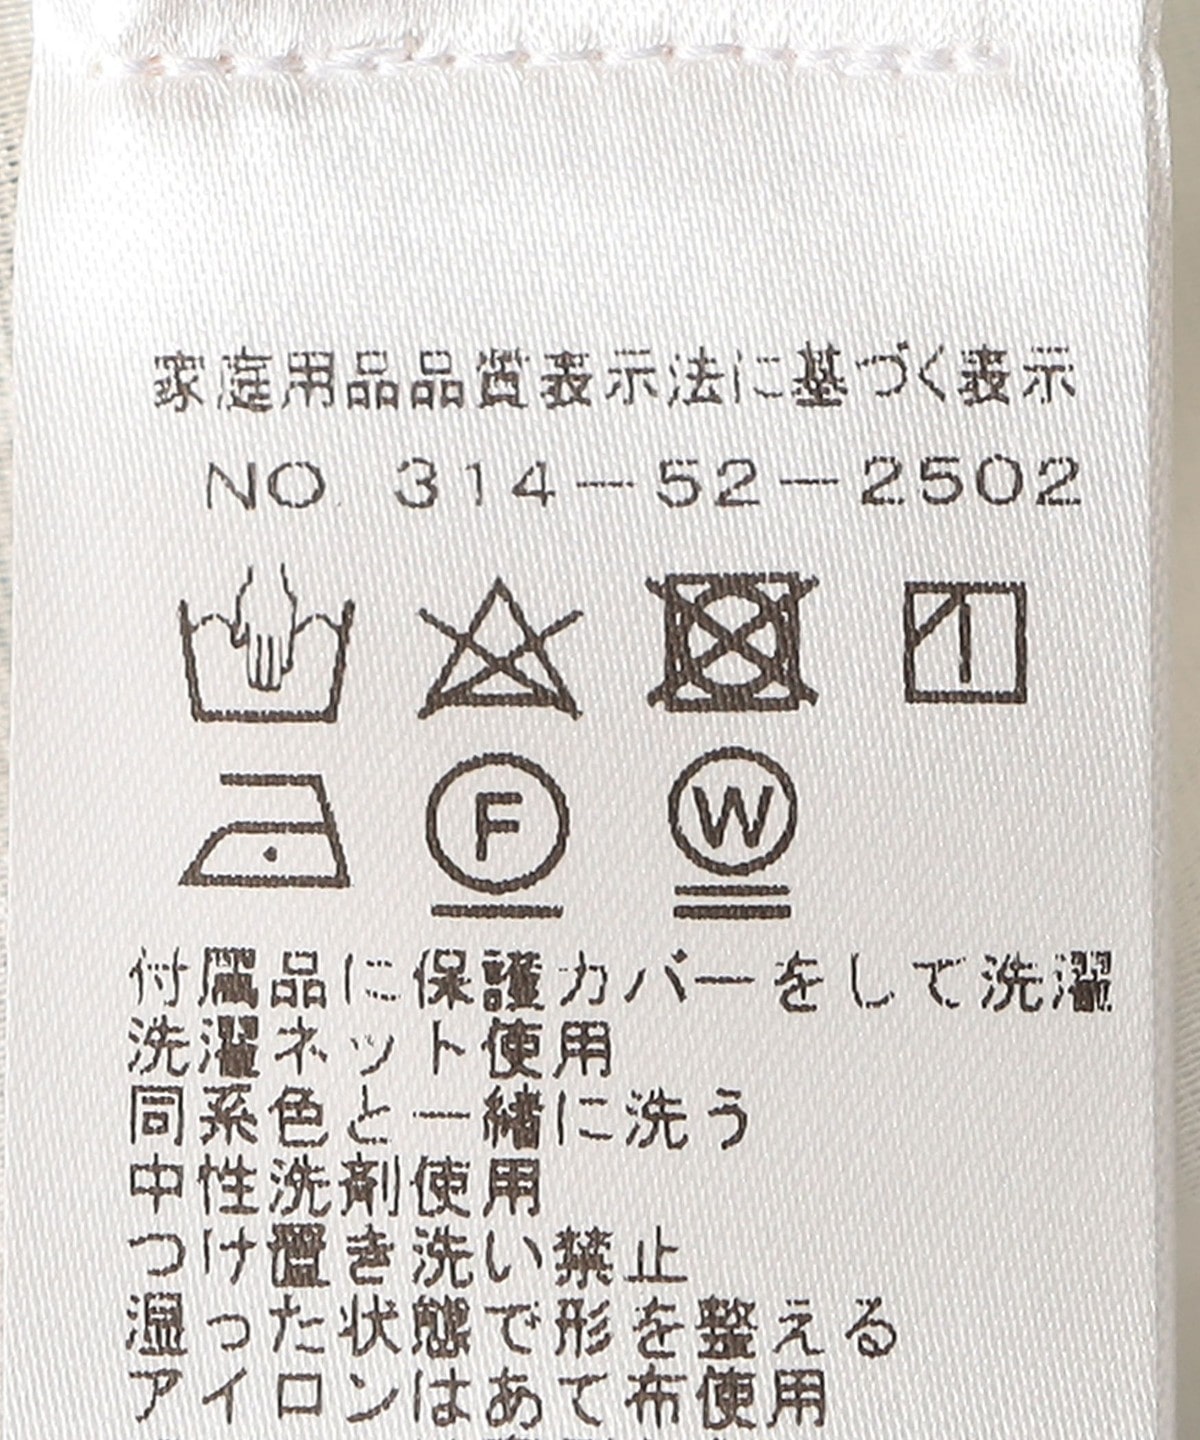 家庭用品品質表示法に基づく表示
NO. 314-52-2502
F
W
付属品に保護カバーをして洗濯
洗濯ネット使用
同系色と一緒に洗う
中性洗剤使用
つけ置き洗い禁止
湿った状態で形を整える
アイロンはあて布使用